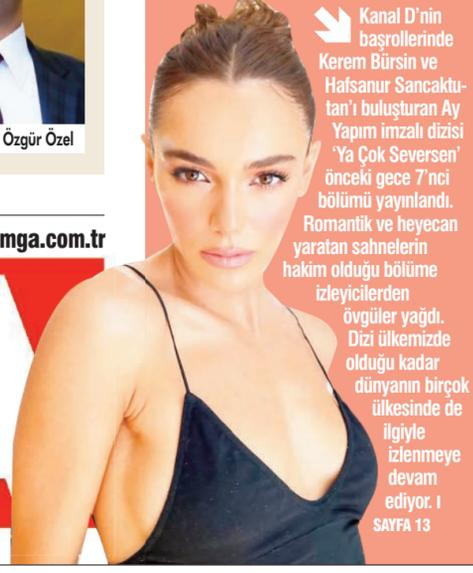 Özgür Özel
mga.com.tr
Kanal D'nin
başrollerinde
Kerem Bürsin ve
Hafsanur Sancaktu-
tan'ı buluşturan Ay
Yapım imzalı dizisi
'Ya Çok Seversen'
önceki gece 7'nci
bölümü yayınlandı.
Romantik ve heyecan
yaratan sahnelerin
hakim olduğu bölüme
izleyicilerden
övgüler yağdı.
Dizi ülkemizde
olduğu kadar
dünyanın birçok
ülkesinde de
ilgiyle
izlenmeye
devam
ediyor. I
SAYFA 13